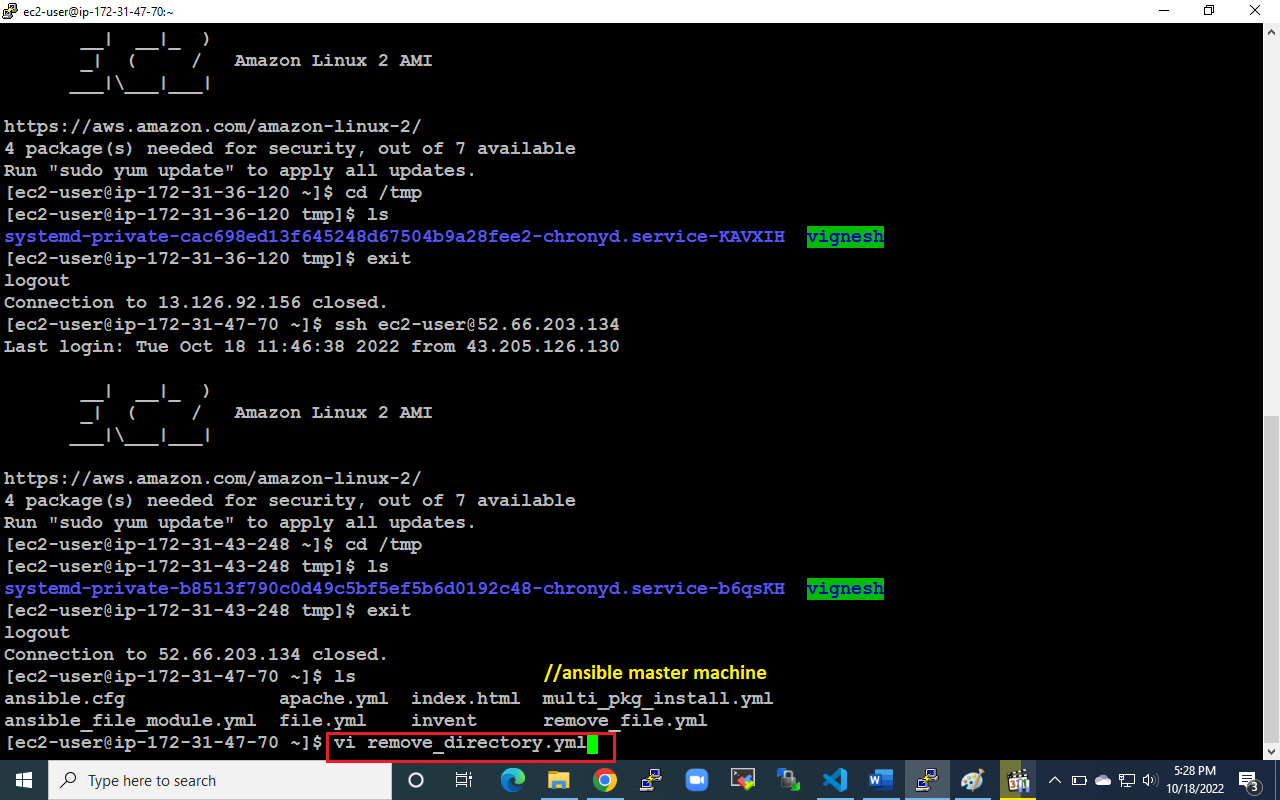 ec2-user@ip-172-31-47-70:~
__|  __|_  )
_|  (     /   Amazon Linux 2 AMI
___|\___|___|
https://aws.amazon.com/amazon-linux-2/
4 package(s) needed for security, out of 7 available
Run "sudo yum update" to apply all updates.
[ec2-user@ip-172-31-36-120 ~]$ cd /tmp
[ec2-user@ip-172-31-36-120 tmp]$ ls
systemd-private-cac698ed13f645248d67504b9a28fee2-chronyd.service-KAVXIH  vignesh
[ec2-user@ip-172-31-36-120 tmp]$ exit
logout
Connection to 13.126.92.156 closed.
[ec2-user@ip-172-31-47-70 ~]$ ssh ec2-user@52.66.203.134
Last login: Tue Oct 18 11:46:38 2022 from 43.205.126.130
__|  __|_  )
_|  (     /   Amazon Linux 2 AMI
___|\___|___|
https://aws.amazon.com/amazon-linux-2/
4 package(s) needed for security, out of 7 available
Run "sudo yum update" to apply all updates.
[ec2-user@ip-172-31-43-248 ~]$ cd /tmp
[ec2-user@ip-172-31-43-248 tmp]$ ls
systemd-private-b8513f790c0d49c5bf5ef5b6d0192c48-chronyd.service-b6qsKH  vignesh
[ec2-user@ip-172-31-43-248 tmp]$ exit
logout
Connection to 52.66.203.134 closed.
[ec2-user@ip-172-31-47-70 ~]$ ls //ansible master machine
ansible.cfg  apache.yml  index.html  multi_pkg_install.yml
ansible_file_module.yml  file.yml  invent  remove_file.yml
[ec2-user@ip-172-31-47-70 ~]$ vi remove_directory.yml
Type here to search
5:28 PM
10/18/2022
3